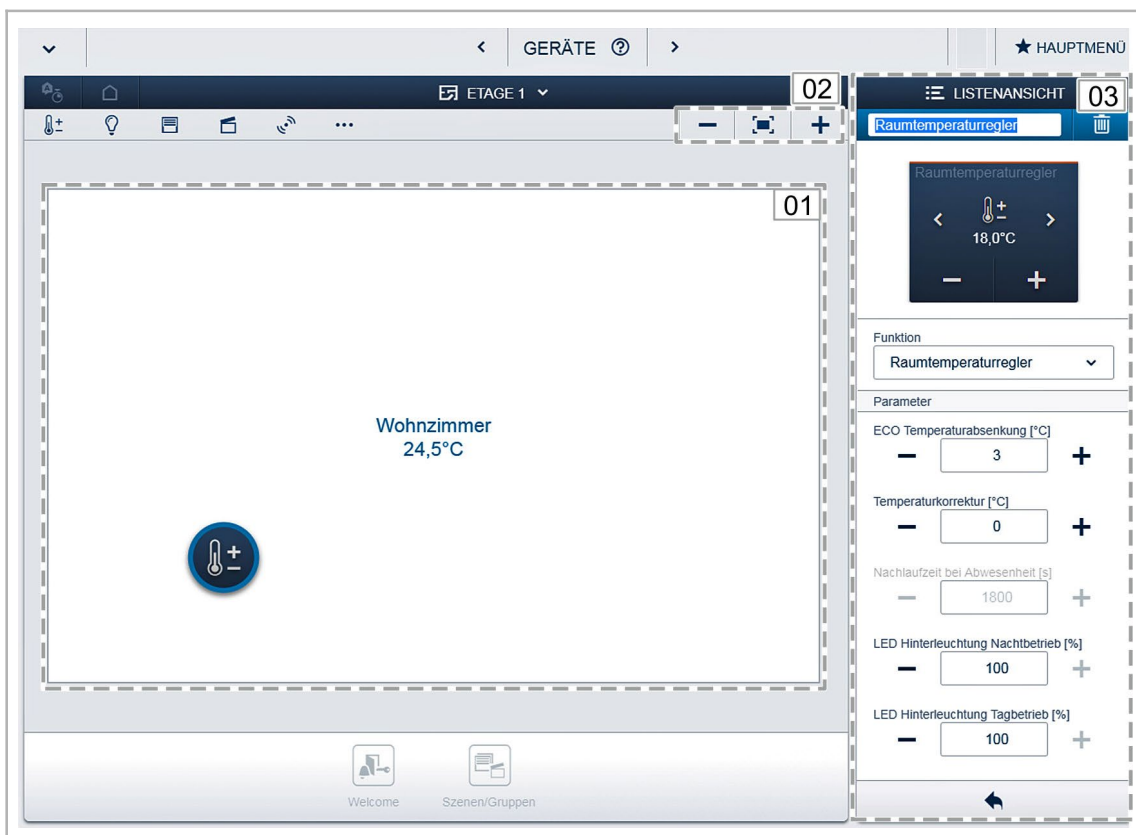 GERÄTE
HAUPTMENÜ
ETAGE 1
02
LISTENANSICHT
03
Raumtemperaturregler
01
Raumtemperaturregler
18,0°C
Funktion
Raumtemperaturregler
Parameter
ECO Temperaturabsenkung [°C]
3
Temperaturkorrektur [°C]
0
Nachlaufzeit bei Abwesenheit [s]
1800
LED Hinterleuchtung Nachtbetrieb [%]
100
LED Hinterleuchtung Tagbetrieb [%]
100
Wohnzimmer
24,5°C
Welcome
Szenen/Gruppen